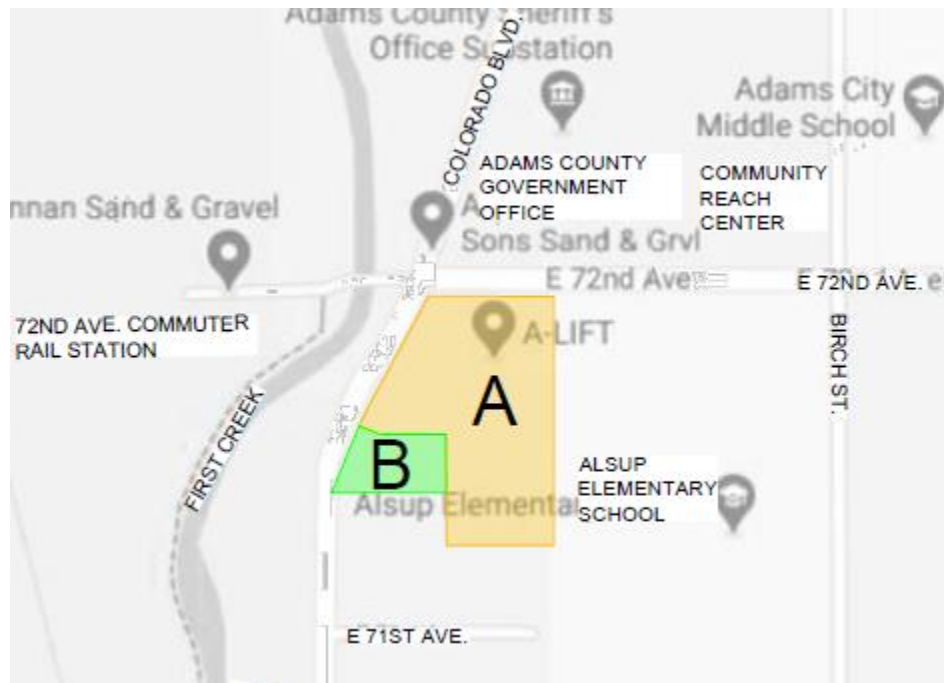 Adams County Sheriff's
Office Substation
COLORADO BLVD.
Adams City
Middle School
ADAMS COUNTY
GOVERNMENT
OFFICE
COMMUNITY
REACH
CENTER
nnan Sand & Gravel
A
Sons Sand & Grvl
E 72nd Ave
E 72ND AVE.
72ND AVE. COMMUTER
RAIL STATION
A-LIFT
BIRCH ST.
A
FIRST CREEK
B
ALSUP
ELEMENTARY
SCHOOL
Alsup Elementa
E 71ST AVE.